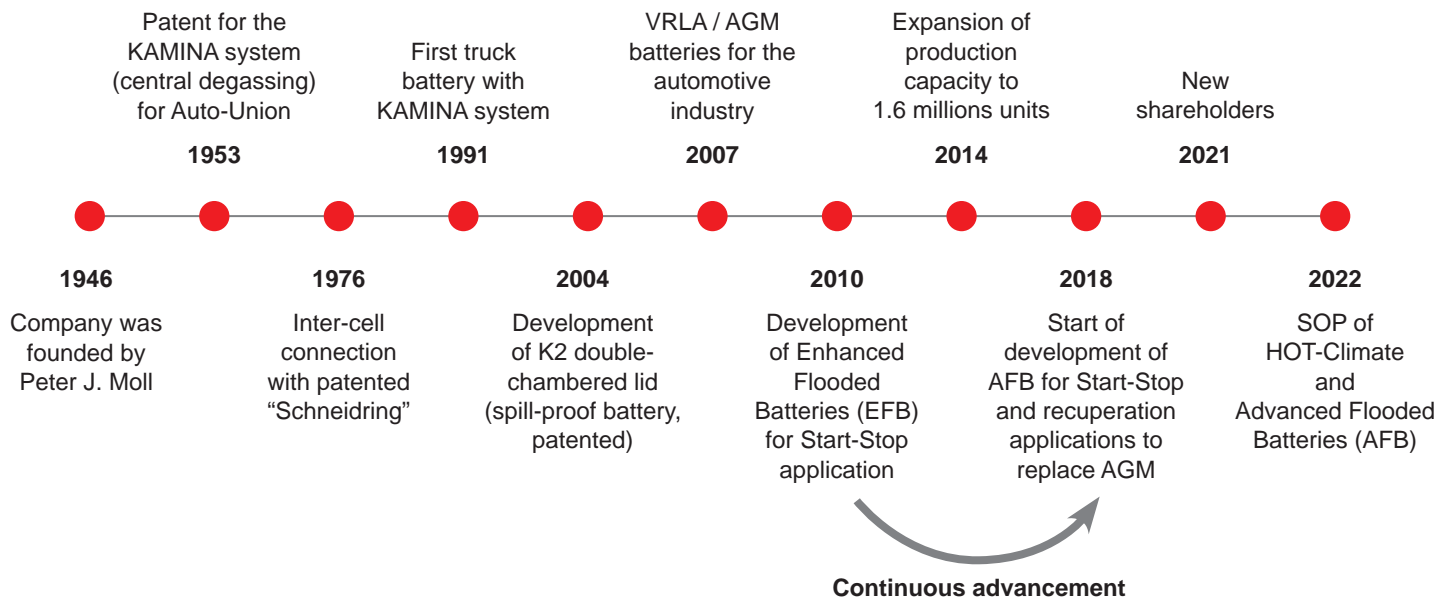 Patent for the
KAMINA system
(central degassing)
for Auto-Union
1953
First truck
battery with
KAMINA system
1991
VRLA / AGM
batteries for the
automotive
industry
2007
Expansion of
production
capacity to
1.6 millions units
2014
New
shareholders
2021
1946
Company was
founded by
Peter J. Moll
1976
Inter-cell
connection
with patented
“Schneidring”
2004
Development
of K2 double-
chambered lid
(spill-proof battery,
patented)
2010
Development
of Enhanced
Flooded
Batteries (EFB)
for Start-Stop
application
2018
Start of
development of
AFB for Start-Stop
and recuperation
applications to
replace AGM
2022
SOP of
HOT-Climate
and
Advanced Flooded
Batteries (AFB)
Continuous advancement